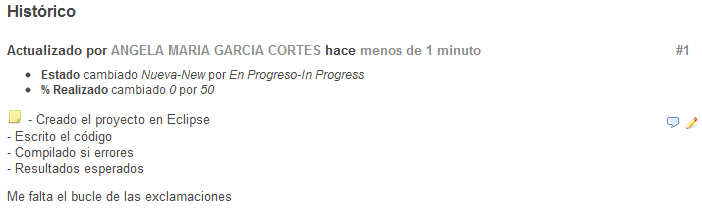 Histórico
Actualizado por ANGELA MARIA GARCIA CORTES hace menos de 1 minuto #1
Estado cambiado Nueva-New por En Progreso-In Progress
% Realizado cambiado 0 por 50
- Creado el proyecto en Eclipse
- Escrito el código
- Compilado si errores
- Resultados esperados
Me falta el bucle de las exclamaciones